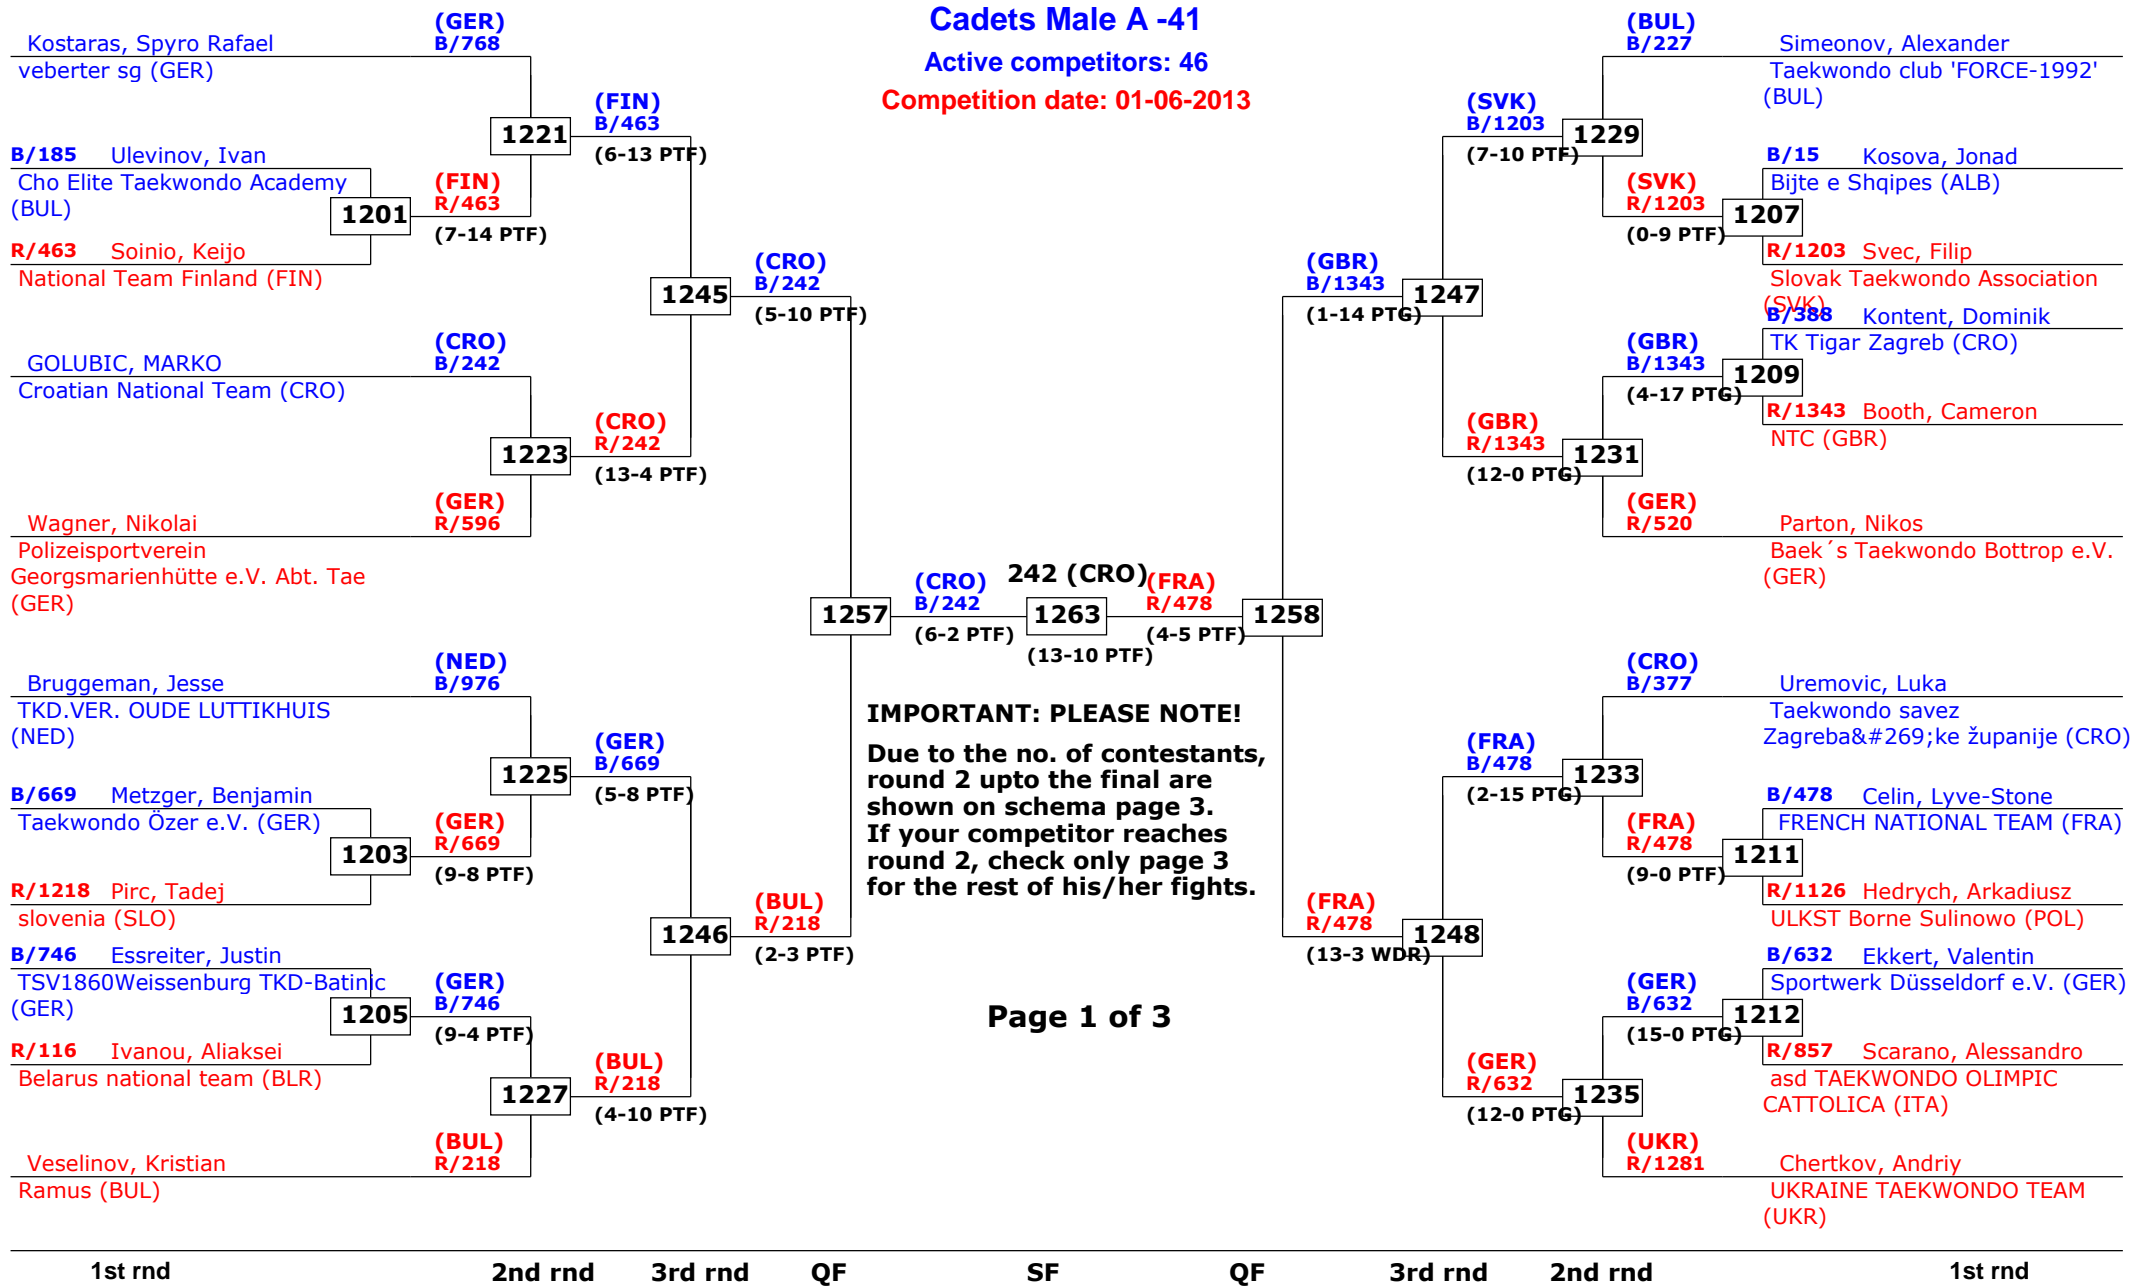 Cadets Male A -41
Active competitors: 46
Competition date: 01-06-2013
(GER)
B/768
Kostaras, Spyro Rafael
veberter sg (GER)
1221
(FIN)
B/463
(6-13 PTF)
B/185 Ulevinov, Ivan
Cho Elite Taekwondo Academy
(BUL)
1201
(FIN)
R/463
(7-14 PTF)
R/463 Soinio, Keijo
National Team Finland (FIN)
1245
(CRO)
B/242
(5-10 PTF)
(CRO)
B/242
GOLUBIC, MARKO
Croatian National Team (CRO)
1223
(CRO)
R/242
(13-4 PTF)
(GER)
R/596
Wagner, Nikolai
Polizeisportverein
Georgsmarienhütte e.V. Abt. Tae
(GER)
1257
(CRO)
B/242
(6-2 PTF)
242 (CRO)
1263
(13-10 PTF)
(FRA)
R/478
(4-5 PTF)
1258
(NED)
B/976
Bruggeman, Jesse
TKD.VER. OUDE LUTTIKHUIS
(NED)
1225
(GER)
B/669
(5-8 PTF)
B/669 Metzger, Benjamin
Taekwondo Özer e.V. (GER)
1203
(GER)
R/669
(9-8 PTF)
R/1218 Pirc, Tadej
slovenia (SLO)
1246
(BUL)
R/218
(2-3 PTF)
B/746 Essreiter, Justin
TSV1860Weissenburg TKD-Batinic
(GER)
1205
(GER)
B/746
(9-4 PTF)
R/116 Ivanou, Aliaksei
Belarus national team (BLR)
1227
(BUL)
R/218
(4-10 PTF)
(BUL)
R/218
Veselinov, Kristian
Ramus (BUL)
IMPORTANT: PLEASE NOTE!
Due to the no. of contestants,
round 2 upto the final are
shown on schema page 3.
If your competitor reaches
round 2, check only page 3
for the rest of his/her fights.
Page 1 of 3
(BUL)
B/227
Simeonov, Alexander
Taekwondo club 'FORCE-1992'
(BUL)
(SVK)
B/1203
(7-10 PTF)
1229
B/15 Kosova, Jonad
Bijte e Shqipes (ALB)
(SVK)
R/1203
(0-9 PTF)
1207
R/1203 Svec, Filip
Slovak Taekwondo Association
(SVK)
(GBR)
B/1343
(1-14 PTG)
1247
B/388 Kontent, Dominik
TK Tigar Zagreb (CRO)
(GBR)
B/1343
(4-17 PTG)
1209
R/1343 Booth, Cameron
NTC (GBR)
(GBR)
R/1343
(12-0 PTG)
1231
(GER)
R/520
Parton, Nikos
Baek´s Taekwondo Bottrop e.V.
(GER)
(CRO)
B/377
Uremovic, Luka
Taekwondo savez
Zagreba&#269;ke županije (CRO)
(FRA)
B/478
(2-15 PTG)
1233
B/478 Celin, Lyve-Stone
FRENCH NATIONAL TEAM (FRA)
(FRA)
R/478
(9-0 PTF)
1211
R/1126 Hedrych, Arkadiusz
ULKST Borne Sulinowo (POL)
(FRA)
R/478
(13-3 WDR)
1248
B/632 Ekkert, Valentin
Sportwerk Düsseldorf e.V. (GER)
(GER)
B/632
(15-0 PTG)
1212
R/857 Scarano, Alessandro
asd TAEKWONDO OLIMPIC
CATTOLICA (ITA)
(GER)
R/632
(12-0 PTG)
1235
(UKR)
R/1281
Chertkov, Andriy
UKRAINE TAEKWONDO TEAM
(UKR)
1st rnd 2nd rnd 3rd rnd QF SF QF 3rd rnd 2nd rnd 1st rnd